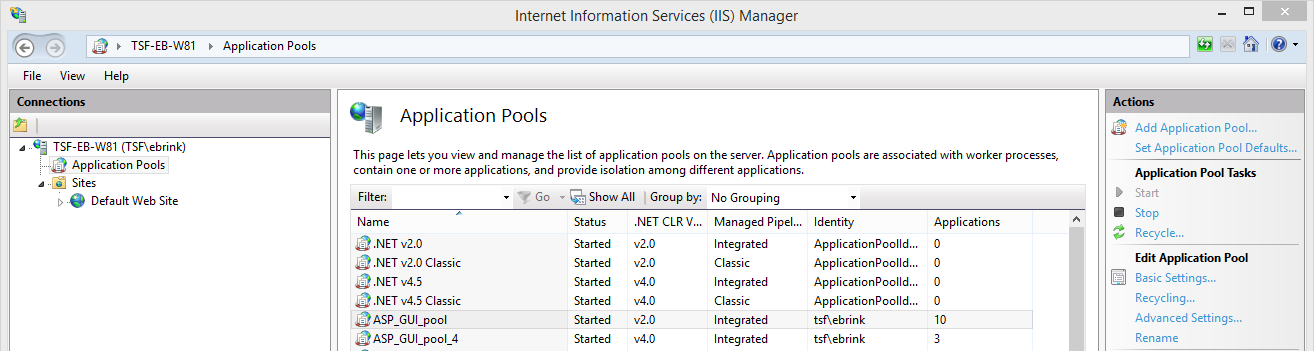 Internet Information Services (IIS) Manager
TSF-EB-W81 Application Pools
File View Help
Connections
TSF-EB-W81 (TSF\ebrink)
Application Pools
Sites
Default Web Site
Application Pools
This page lets you view and manage the list of application pools on the server. Application pools are associated with worker processes,
contain one or more applications, and provide isolation among different applications.
Filter: Go Show All Group by: No Grouping
Name Status .NET CLR V... Managed Pipel... Identity Applications
.NET v2.0 Started v2.0 Integrated ApplicationPoolId... 0
.NET v2.0 Classic Started v2.0 Classic ApplicationPoolId... 0
.NET v4.5 Started v4.0 Integrated ApplicationPoolId... 0
.NET v4.5 Classic Started v4.0 Classic ApplicationPoolId... 0
ASP_GUI_pool Started v2.0 Integrated tsf\ebrink 10
ASP_GUI_pool_4 Started v4.0 Integrated tsf\ebrink 3
Actions
Add Application Pool...
Set Application Pool Defaults...
Application Pool Tasks
Start
Stop
Recycle...
Edit Application Pool
Basic Settings...
Recycling...
Advanced Settings...
Rename